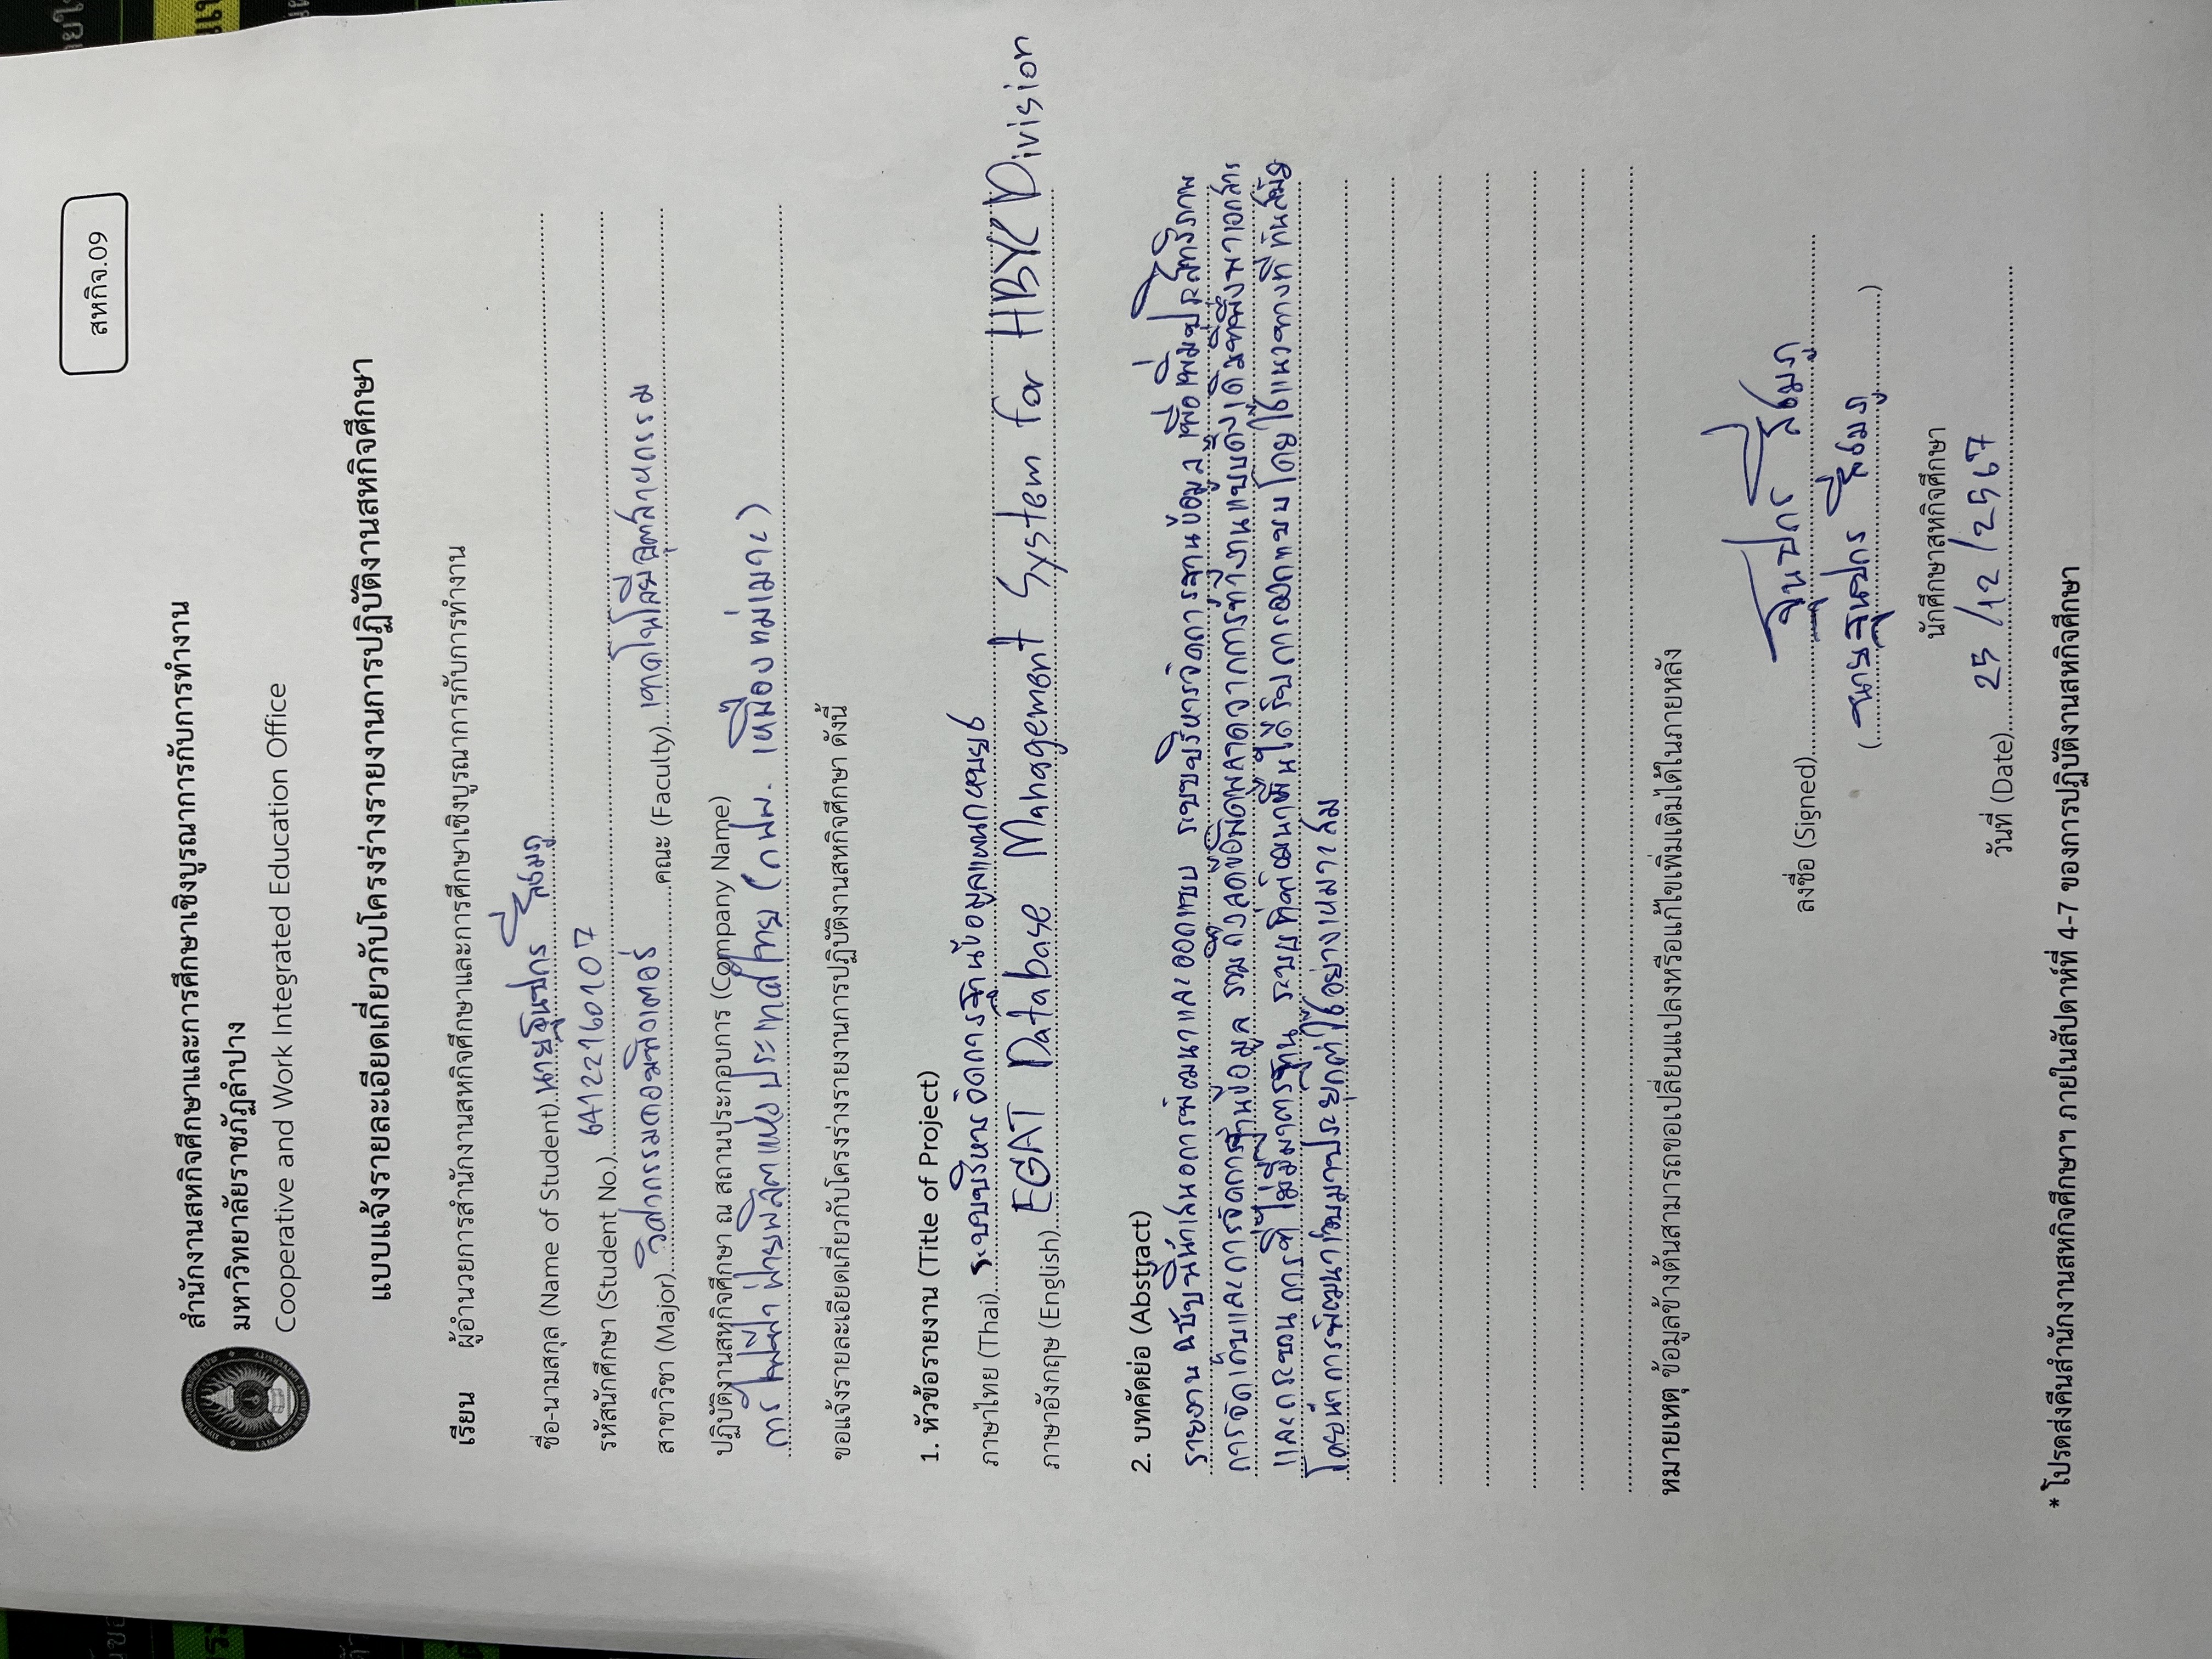 สหกิจ.09
สำนักงานสหกิจศึกษาและการศึกษาเชิงบูรณาการกับการทำงาน
มหาวิทยาลัยราชภัฏลำปาง
Cooperative and Work Integrated Education Office
แบบแจ้งรายละเอียดเกี่ยวกับโครงร่างรายงานการปฏิบัติงานสหกิจศึกษา
เรียน ผู้อำนวยการสำนักงานสหกิจศึกษาและการศึกษาเชิงบูรณาการกับการทำงาน
ชื่อ-นามสกุล (Name of Student) นายฐนปกร สีชมภู
รหัสนักศึกษา (Student No.) 64122160107
สาขาวิชา (Major) วิศวกรรมคอมพิวเตอร์ คณะ (Faculty) เทคโนโลยีอุตสาหกรรม
ปฏิบัติงานสหกิจศึกษา ณ สถานประกอบการ (Company Name)
การไฟฟ้าฝ่ายผลิตแห่งประเทศไทย (กฟผ. เหมืองแม่เมาะ)
ขอแจ้งรายละเอียดเกี่ยวกับโครงร่างรายงานการปฏิบัติงานสหกิจศึกษา ดังนี้
1. หัวข้อรายงาน (Title of Project)
ภาษาไทย (Thai) ระบบบริหารจัดการฐานข้อมูลแผนก
ภาษาอังกฤษ (English) EGAT Database Management System for Division
2. บทคัดย่อ (Abstract)
รายงานฉบับนี้นำเสนอการพัฒนาและออกแบบ ระบบบริหารจัดการฐานข้อมูล เพื่อเพิ่มประสิทธิภาพ
การจัดเก็บและการจัดการฐานข้อมูล รวมถึงลดข้อผิดพลาดจากการทำงานแบบดั้งเดิมที่พึ่งพาเอกสาร
และกระบวนการที่ไม่มีมาตรฐาน ระบบที่พัฒนาขึ้นได้รับการออกแบบโดยใช้แนวทางที่ทันสมัย
โดยนำการพัฒนาเว็บมาประยุกต์ใช้อย่างเหมาะสม
หมายเหตุ ข้อมูลข้างต้นสามารถขอเปลี่ยนแปลงหรือแก้ไขเพิ่มเติมได้ในภายหลัง
ลงชื่อ (Signed) ฐนปกร สีชมภู
(นายฐนปกร สีชมภู)
นักศึกษาสหกิจศึกษา
วันที่ (Date) 25/12/2567
* โปรดส่งคืนสำนักงานสหกิจศึกษาฯ ภายในสัปดาห์ที่ 4-7 ของการปฏิบัติงานสหกิจศึกษา